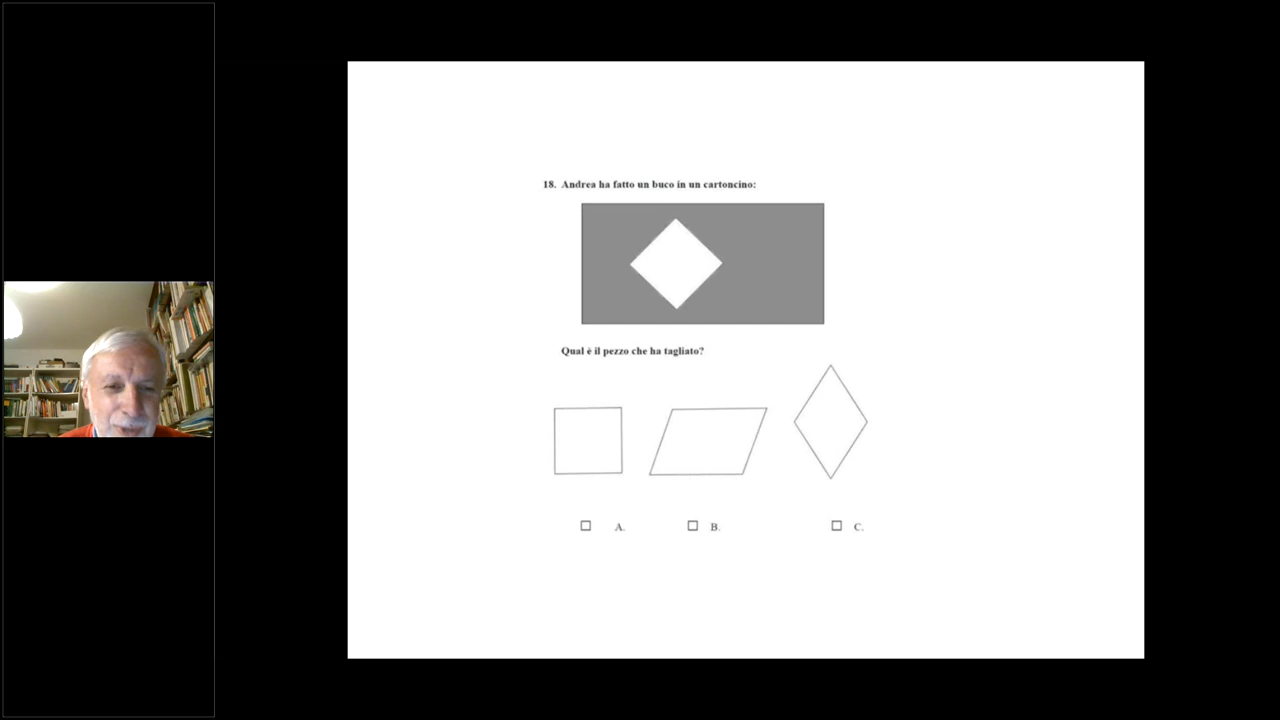 18. Andrea ha fatto un buco in un cartoncino:
Qual è il pezzo che ha tagliato?
A. B. C.